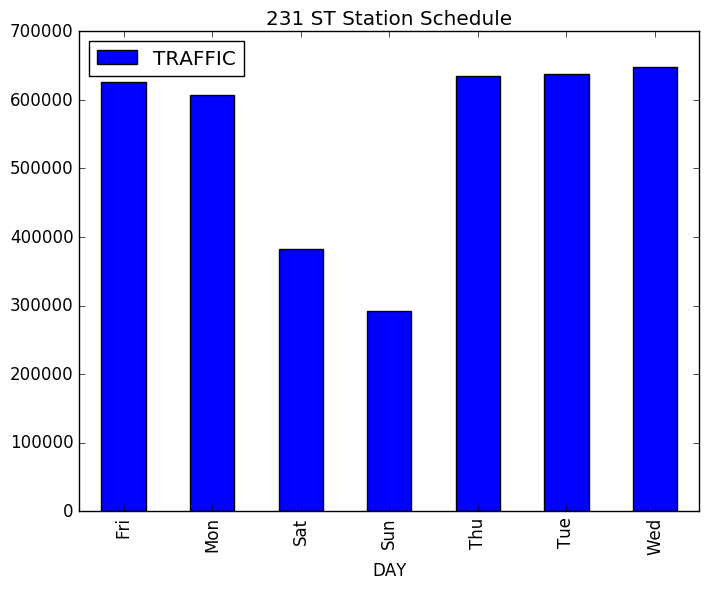 231 ST Station Schedule
TRAFFIC
700000
600000
500000
400000
300000
200000
100000
0
Fri
Mon
Sat
Sun
Thu
Tue
Wed
DAY